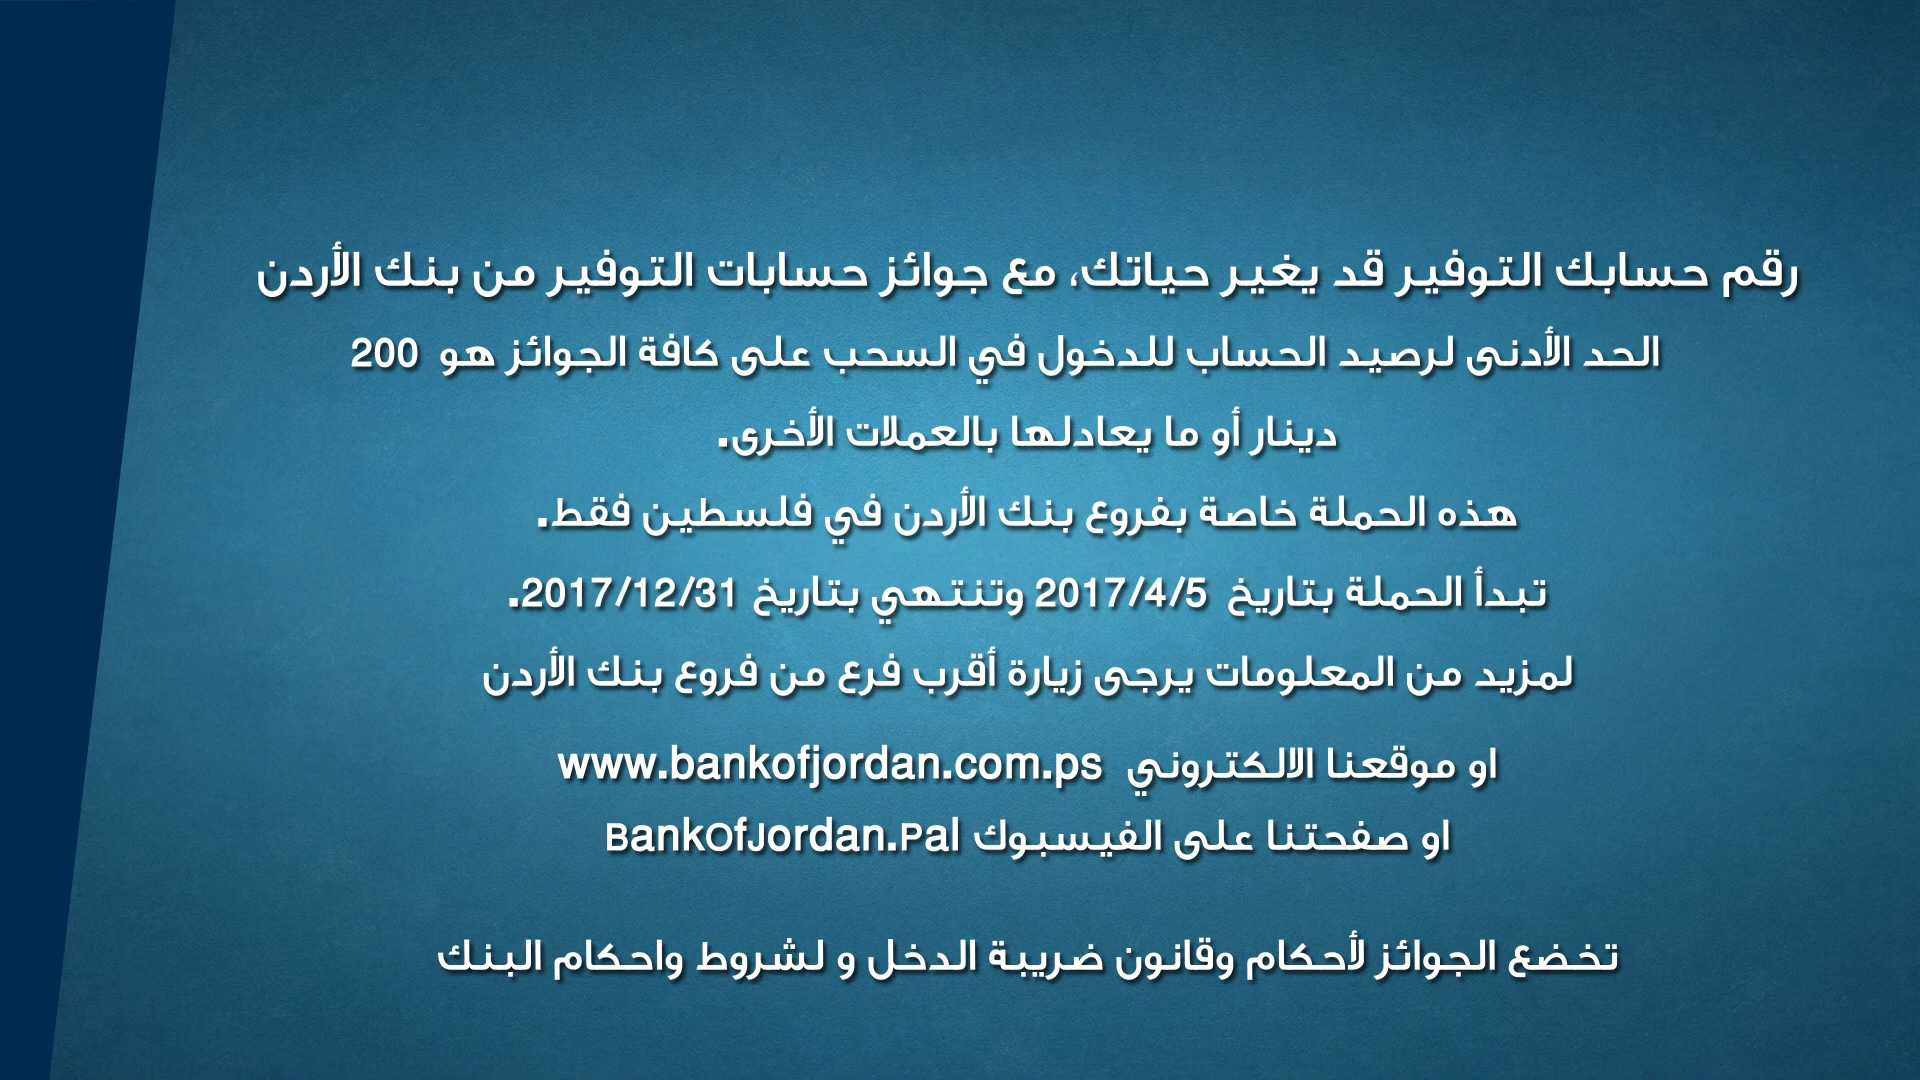 رقم حسابك التوفير قد يغير حياتك، مع جوائز حسابات التوفير من بنك الأردن
الحد الأدنى لرصيد الحساب للدخول في السحب على كافة الجوائز هو 200
دينار أو ما يعادلها بالعملات الأخرى.
هذه الحملة خاصة بفروع بنك الأردن في فلسطين فقط.
تبدأ الحملة بتاريخ 2017/4/5 وتنتهي بتاريخ 2017/12/31.
لمزيد من المعلومات يرجى زيارة أقرب فرع من فروع بنك الأردن
او موقعنا الالكتروني www.bankofjordan.com.ps
او صفحتنا على الفيسبوك BankOfJordan.Pal
تخضع الجوائز لأحكام وقانون ضريبة الدخل و لشروط واحكام البنك